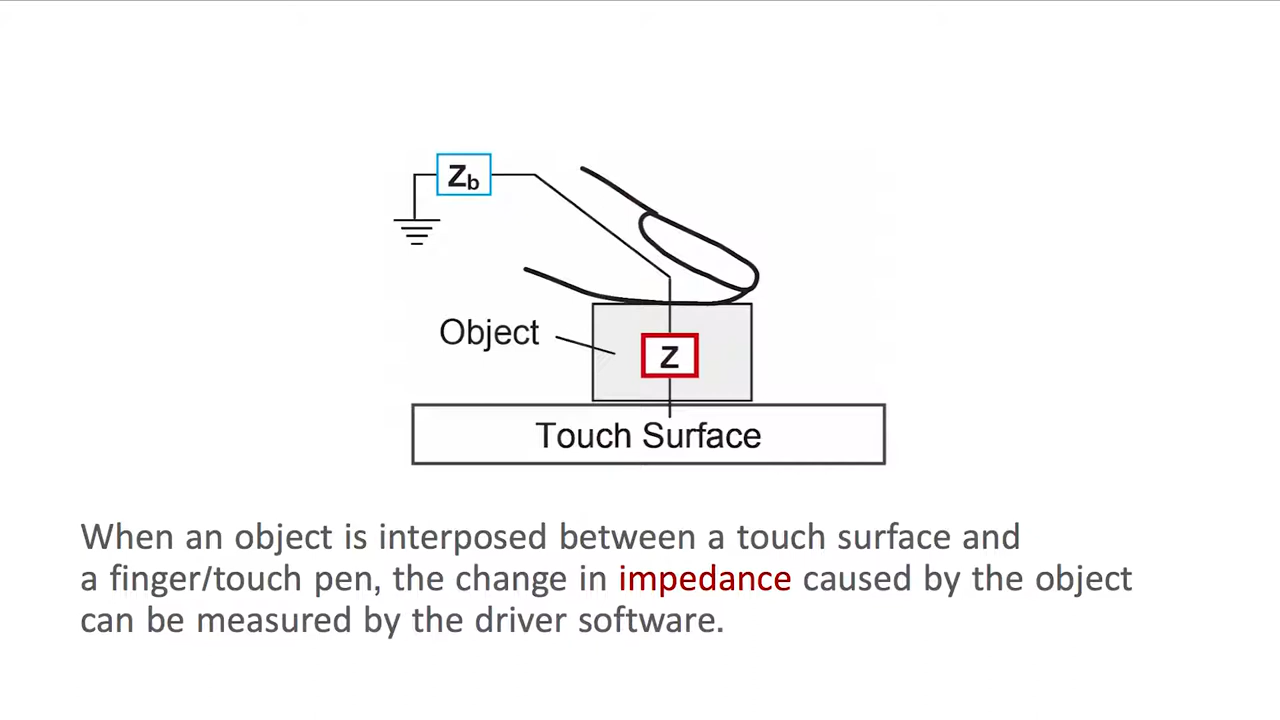 Zb
Object
Z
Touch Surface
When an object is interposed between a touch surface and
a finger/touch pen, the change in impedance caused by the object
can be measured by the driver software.